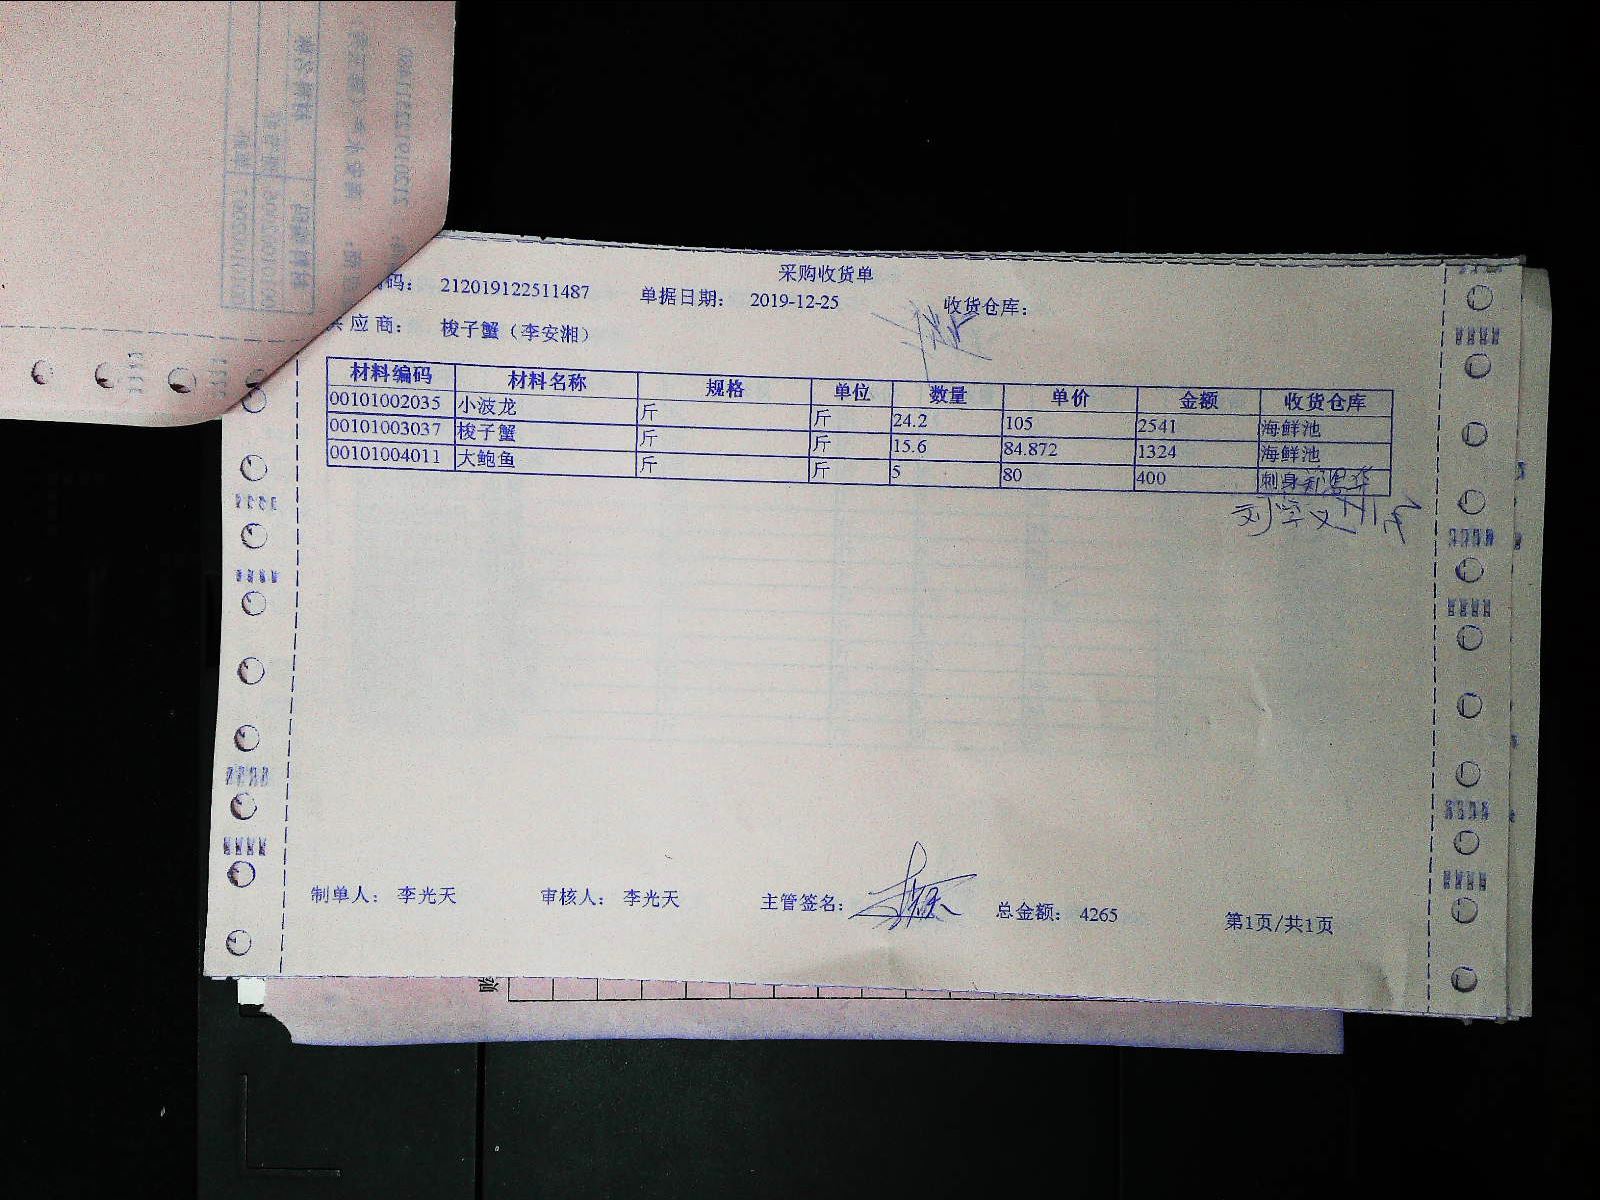 采购收货单
码： 212019122511487 单据日期： 2019-12-25 收货仓库：
供 应 商： 梭子蟹（李安湘）
材料编码 材料名称 规格 单位 数量 单价 金额 收货仓库
00101002035 小波龙 斤 斤 24.2 105 2541 海鲜池
00101003037 梭子蟹 斤 斤 15.6 84.872 1324 海鲜池
00101004011 大鲍鱼 斤 斤 5 80 400 刺身
制单人： 李光天 审核人： 李光天 主管签名： 总金额： 4265 第1页/共1页